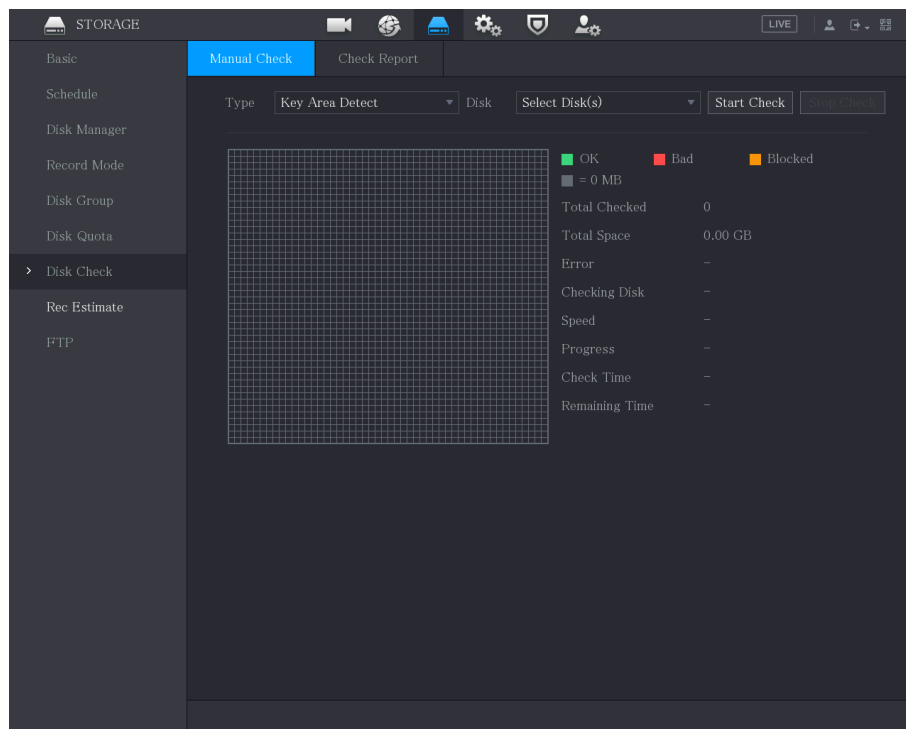 STORAGE LIVE
Basic
Schedule
Disk Manager
Record Mode
Disk Group
Disk Quota
Disk Check
Rec Estimate
FTP
Manual Check Check Report
Type Key Area Detect Disk Select Disk(s) Start Check Stop Check
OK Bad Blocked
= 0 MB
Total Checked 0
Total Space 0.00 GB
Error –
Checking Disk –
Speed –
Progress –
Check Time –
Remaining Time –